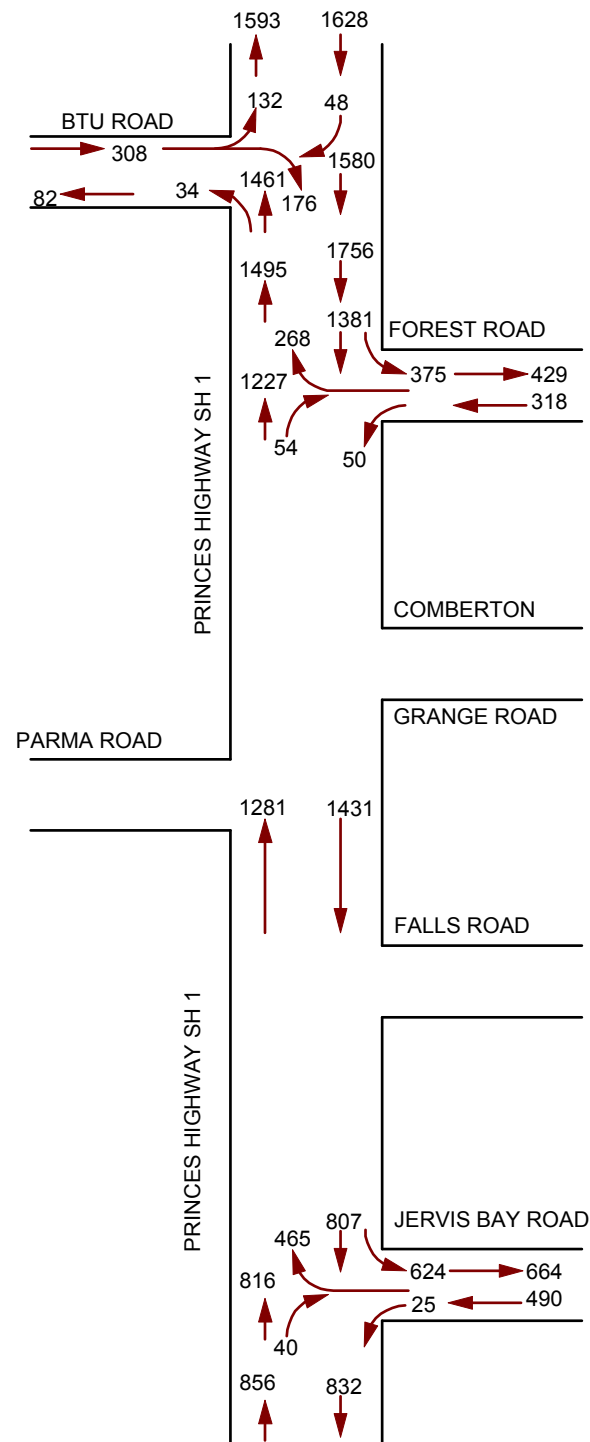 1593 1628
132 48
BTU ROAD
308
1461 1580
82 34 176
1495 1756
268 1381 FOREST ROAD
1227 375 429
318
54 50
PRINCES HIGHWAY SH 1
COMBERTON
GRANGE ROAD
PARMA ROAD
1281 1431
FALLS ROAD
PRINCES HIGHWAY SH 1
465 807 JERVIS BAY ROAD
816 624 664
25 490
40
856 832